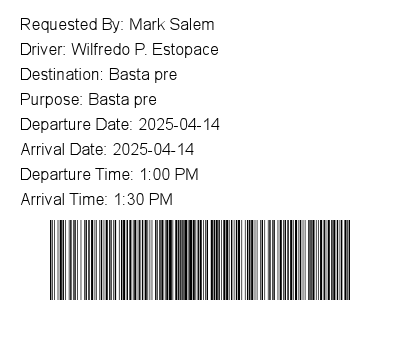 Requested By: Mark Salem
Driver: Wilfredo P. Estopace
Destination: Basta pre
Purpose: Basta pre
Departure Date: 2025-04-14
Arrival Date: 2025-04-14
Departure Time: 1:00 PM
Arrival Time: 1:30 PM